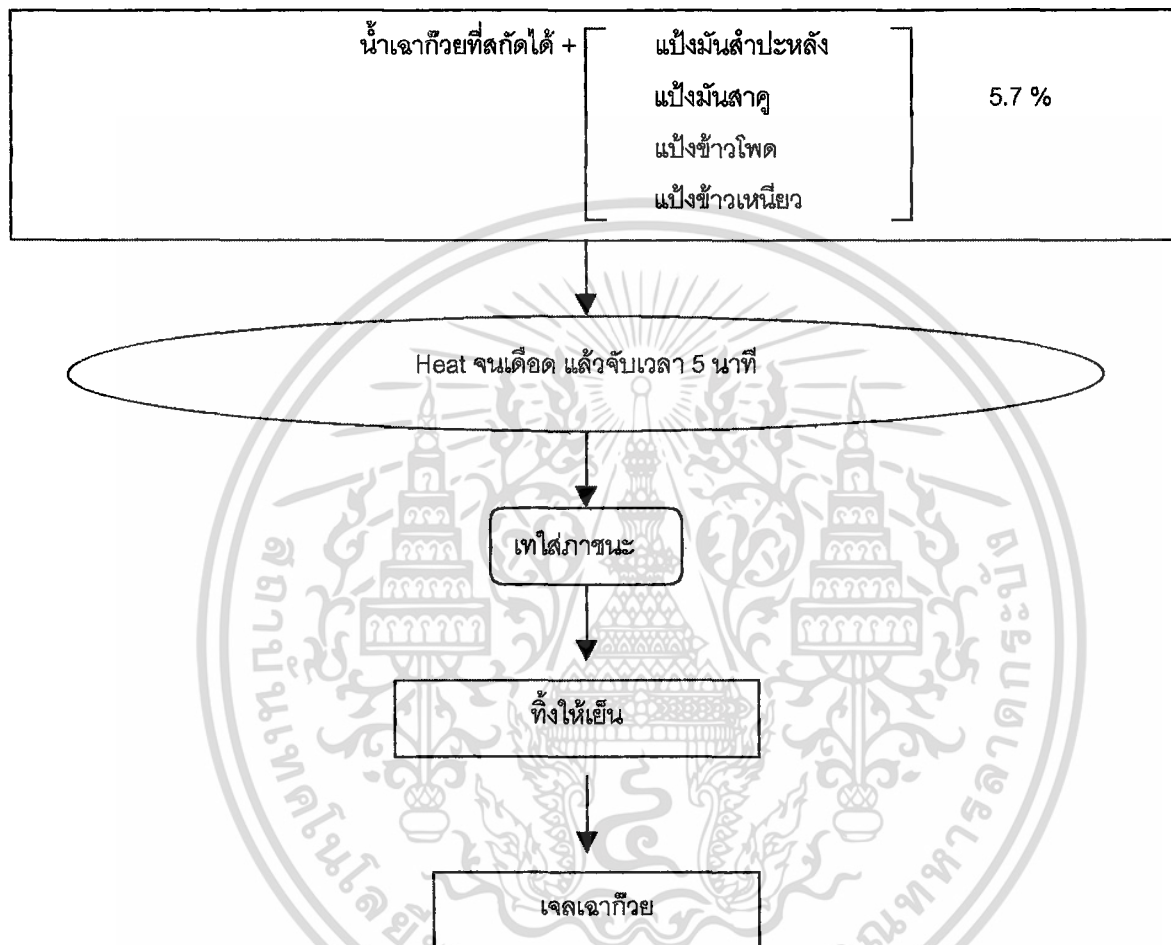 น้ำเฉาก๊วยที่สกัดได้ + แป้งมันสำปะหลัง
แป้งมันสาคู 5.7 %
แป้งข้าวโพด
แป้งข้าวเหนียว
Heat จนเดือด แล้วจับเวลา 5 นาที
เทใส่ภาชนะ
ทิ้งให้เย็น
เจลเฉาก๊วย